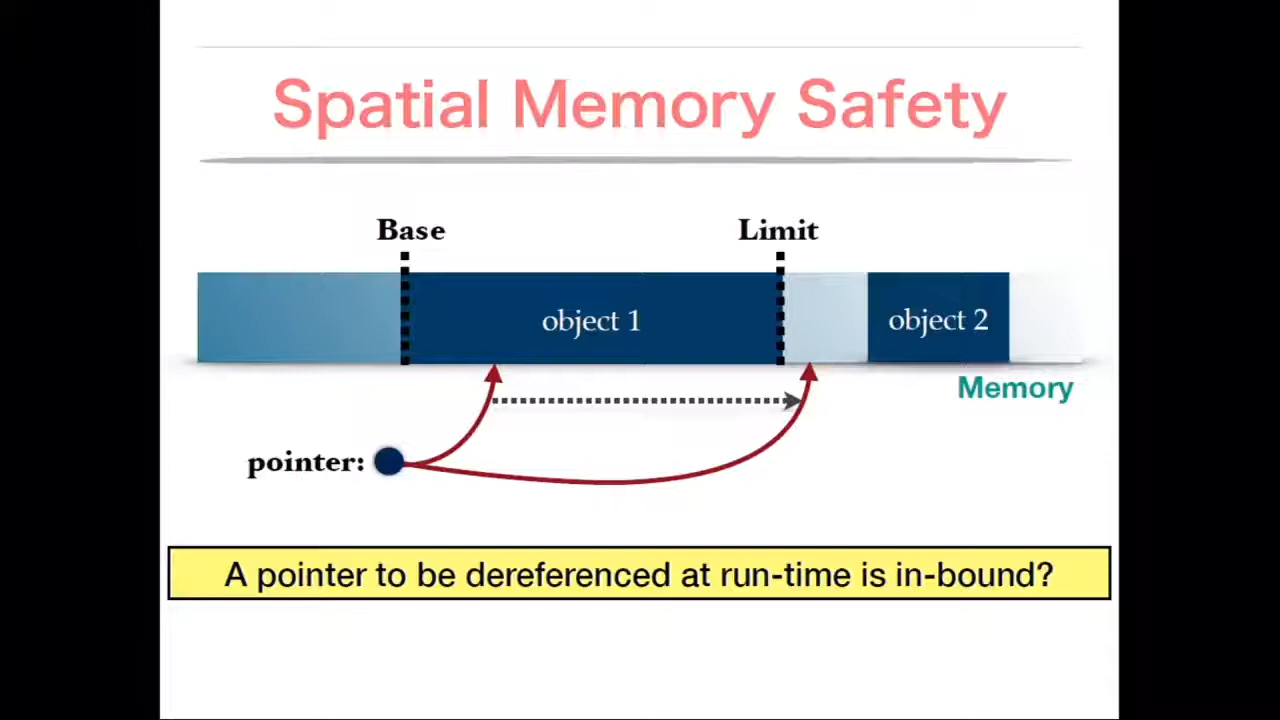 Spatial Memory Safety
Base
Limit
object 1
object 2
Memory
pointer:
A pointer to be dereferenced at run-time is in-bound?